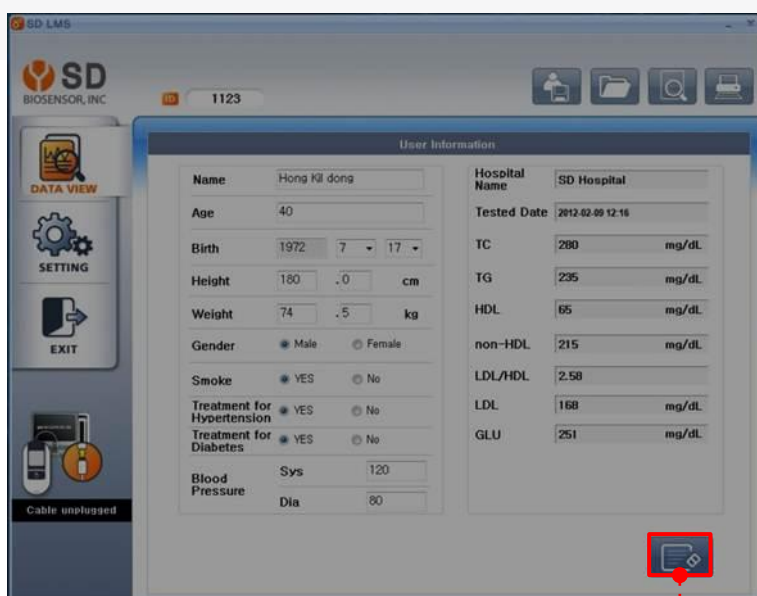 SD LMS
SD
BIOSENSOR, INC
ID 1123
DATA VIEW
SETTING
EXIT
Cable unplugged
User Information
Name Hong Kil dong
Age 40
Birth 1972 7 17
Height 180 .0 cm
Weight 74 .5 kg
Gender Male Female
Smoke YES No
Treatment for
Hypertension YES No
Treatment for
Diabetes YES No
Blood
Pressure
Sys 120
Dia 80
Hospital
Name SD Hospital
Tested Date 2012-02-09 12:16
TC 280 mg/dL
TG 235 mg/dL
HDL 65 mg/dL
non-HDL 215 mg/dL
LDL/HDL 2.58
LDL 168 mg/dL
GLU 251 mg/dL